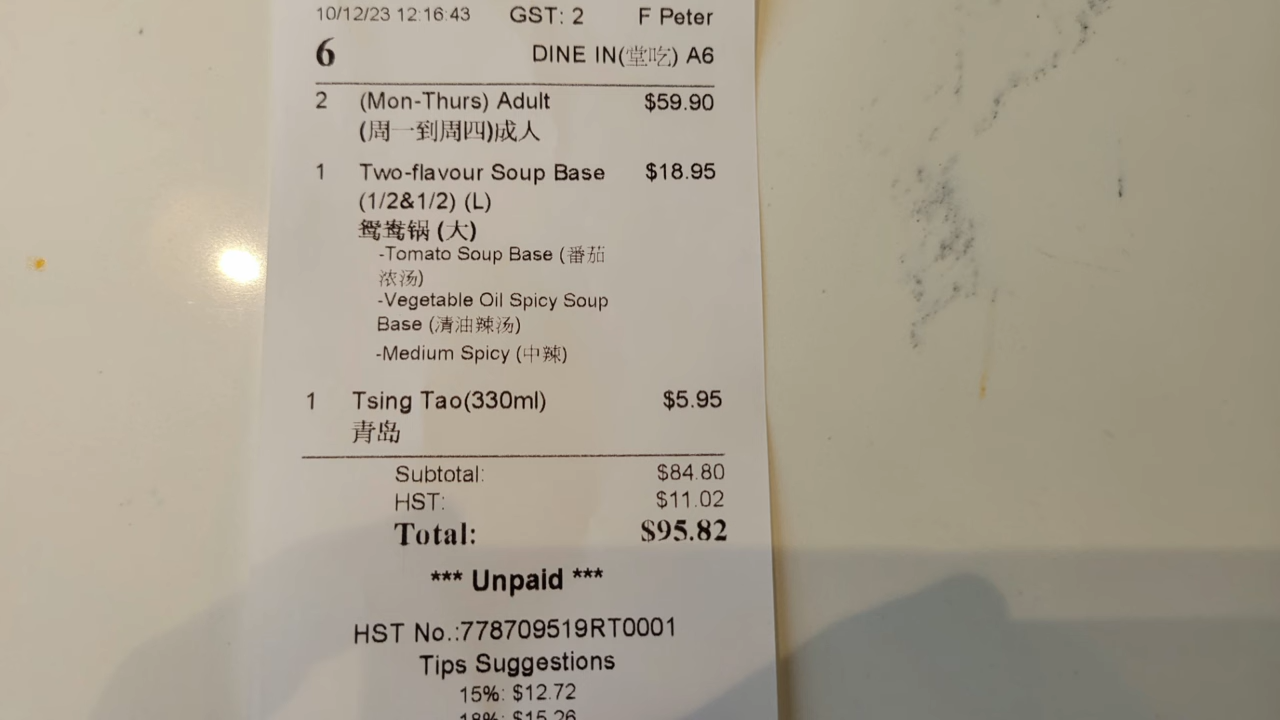 10/12/23 12:16:43 GST: 2 F Peter
6 DINE IN(堂吃) A6
2 (Mon-Thurs) Adult $59.90
(周一到周四)成人
1 Two-flavour Soup Base $18.95
(1/2&1/2) (L)
鸳鸯锅 (大)
-Tomato Soup Base (番茄
浓汤)
-Vegetable Oil Spicy Soup
Base (清油辣汤)
-Medium Spicy (中辣)
1 Tsing Tao(330ml) $5.95
青岛
Subtotal: $84.80
HST: $11.02
Total: $95.82
*** Unpaid ***
HST No.:778709519RT0001
Tips Suggestions
15%: $12.72
18%: $15.26